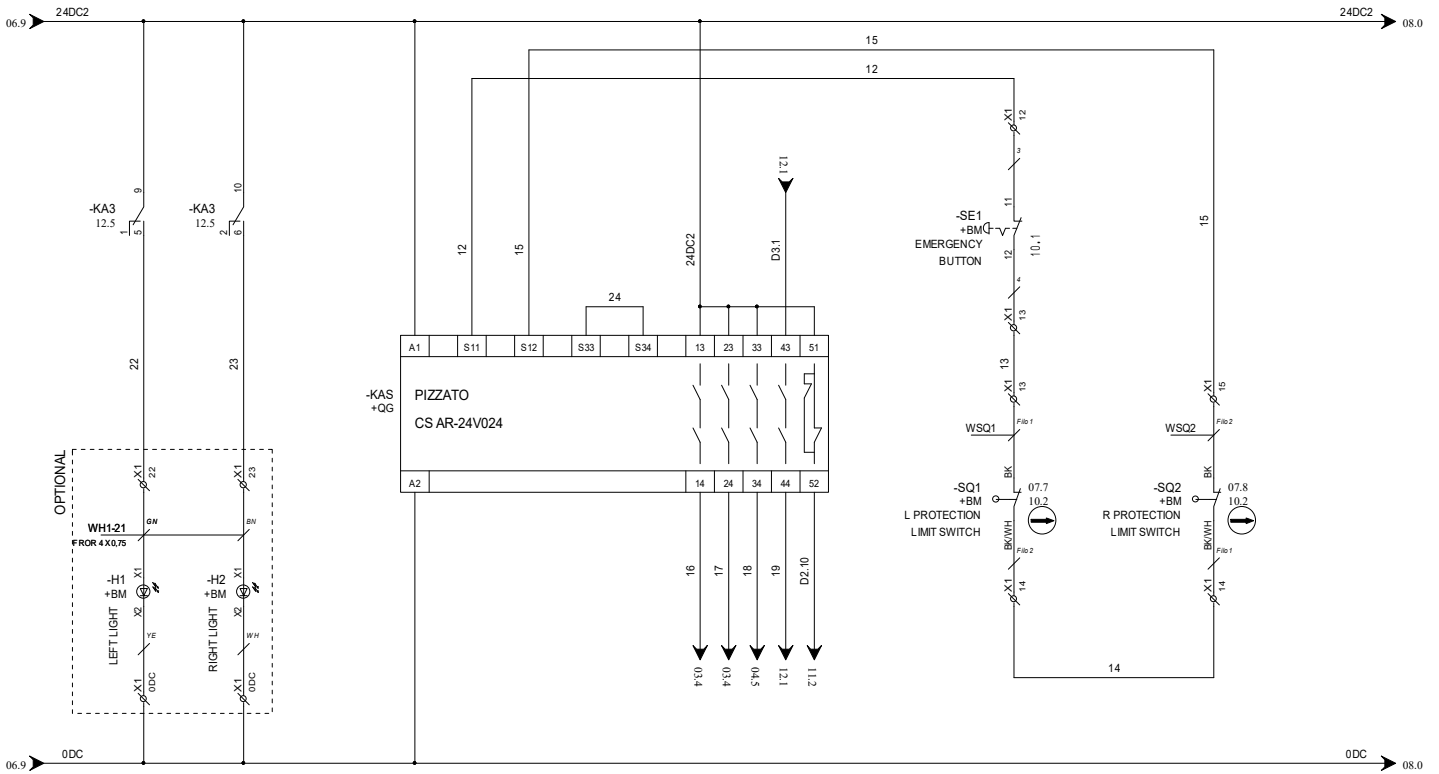 24DC2
24DC2
06.9
08.0
15
12
X1
12
3
9
10
12.1
-KA3
12.5
1
5
-KA3
12.5
2
6
11
-SE1
+BM
EMERGENCY
BUTTON
10.1
12
4
15
12
15
24DC2
D3.1
X1
13
24
22
23
A1
S11
S12
S33
S34
13
23
33
43
51
13
-KAS
+QG
PIZZATO
CS AR-24V024
X1
13
X1
15
WSQ1
Filo 1
WSQ2
Filo 2
OPTIONAL
X1
22
X1
23
A2
14
24
34
44
52
BK
BK
-SQ1
+BM
L PROTECTION
LIMIT SWITCH
07.7
10.2
-SQ2
+BM
R PROTECTION
LIMIT SWITCH
07.8
10.2
WH1-21
FROR 4 X0,75
GN
BN
BK/WH
Filo 2
BK/WH
Filo 1
-H1
+BM
X1
X2
LEFT LIGHT
-H2
+BM
X1
X2
RIGHT LIGHT
16
17
18
19
D2.10
X1
14
X1
14
YE
WH
03.4
03.4
04.5
12.1
11.2
14
X1
0DC
X1
0DC
0DC
0DC
06.9
08.0